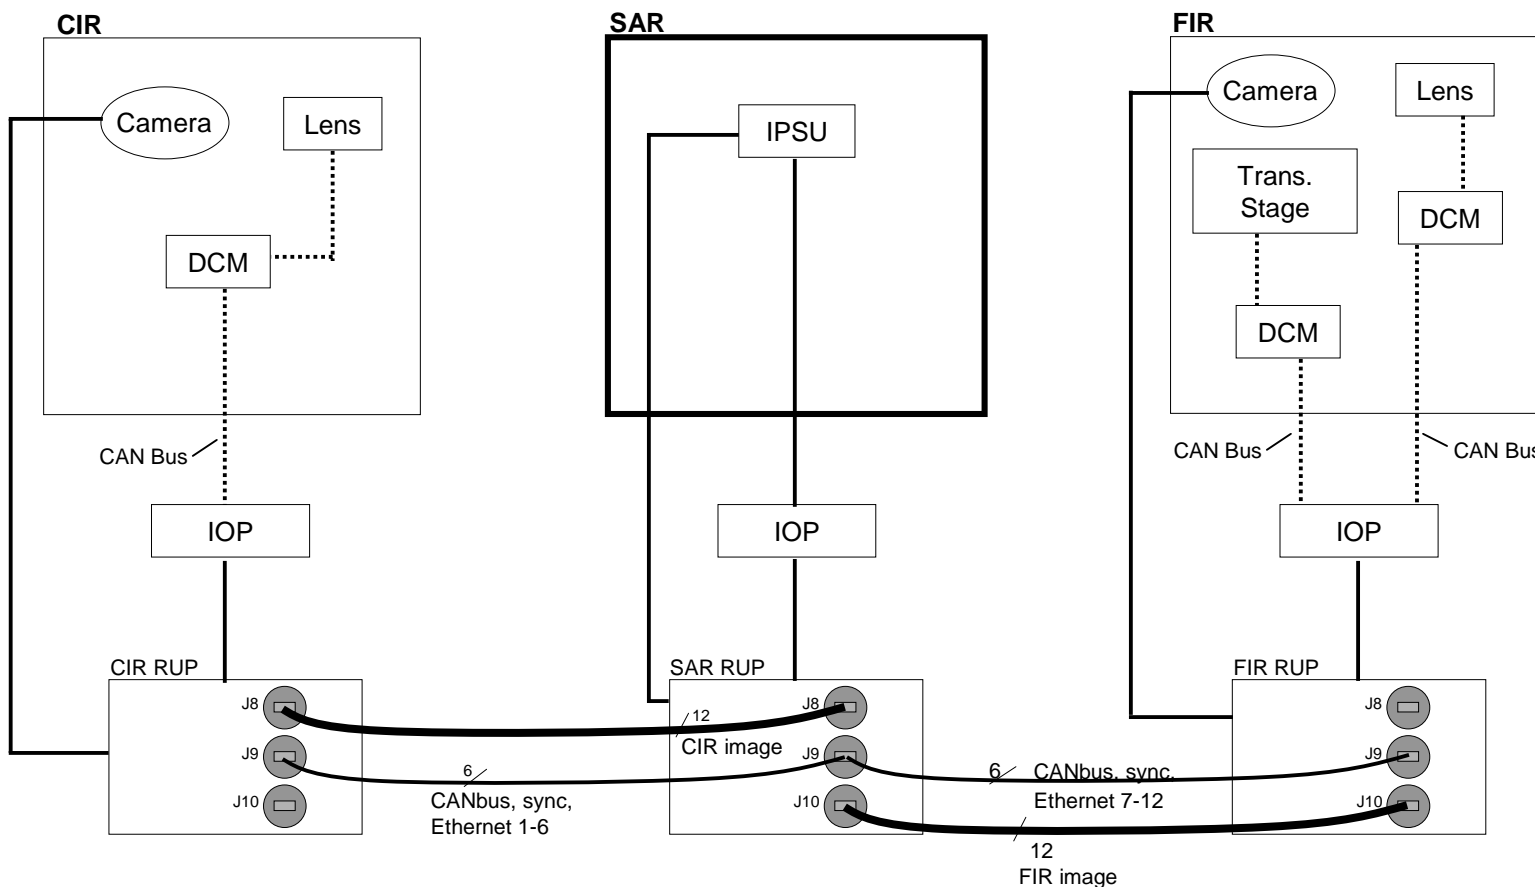 CIR
SAR
FIR
Camera
Lens
DCM
IPSU
Camera
Lens
Trans.
Stage
DCM
DCM
CAN Bus
CAN Bus
CAN Bus
IOP
IOP
IOP
CIR RUP
SAR RUP
FIR RUP
J8
J9
J10
J8
J9
J10
J8
J9
J10
12
CIR image
6
CANbus, sync,
Ethernet 1-6
6
CANbus, sync,
Ethernet 7-12
12
FIR image